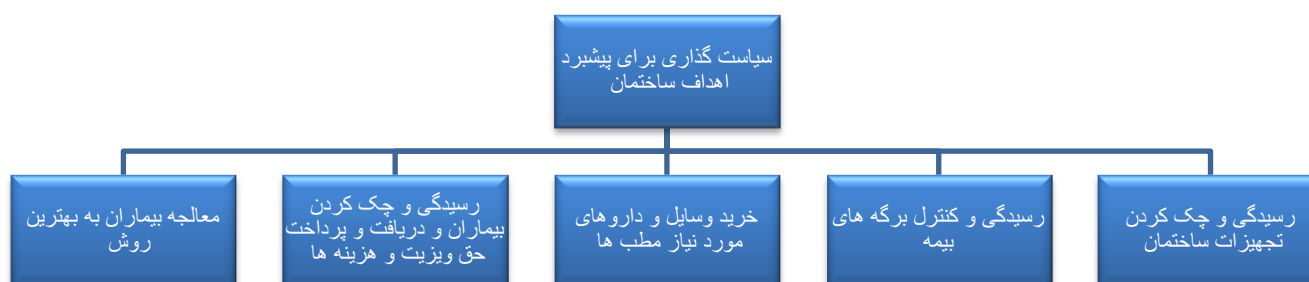 سیاست گذاری برای پیشبرد
اهداف ساختمان
رسیدگی و چک کردن
تجهیزات ساختمان
رسیدگی و کنترل برگه های
بیمه
خرید وسایل و داروهای
مورد نیاز مطب ها
رسیدگی و چک کردن
بیماران و دریافت و پرداخت
حق ویزیت و هزینه ها
معالجه بیماران به بهترین
روش